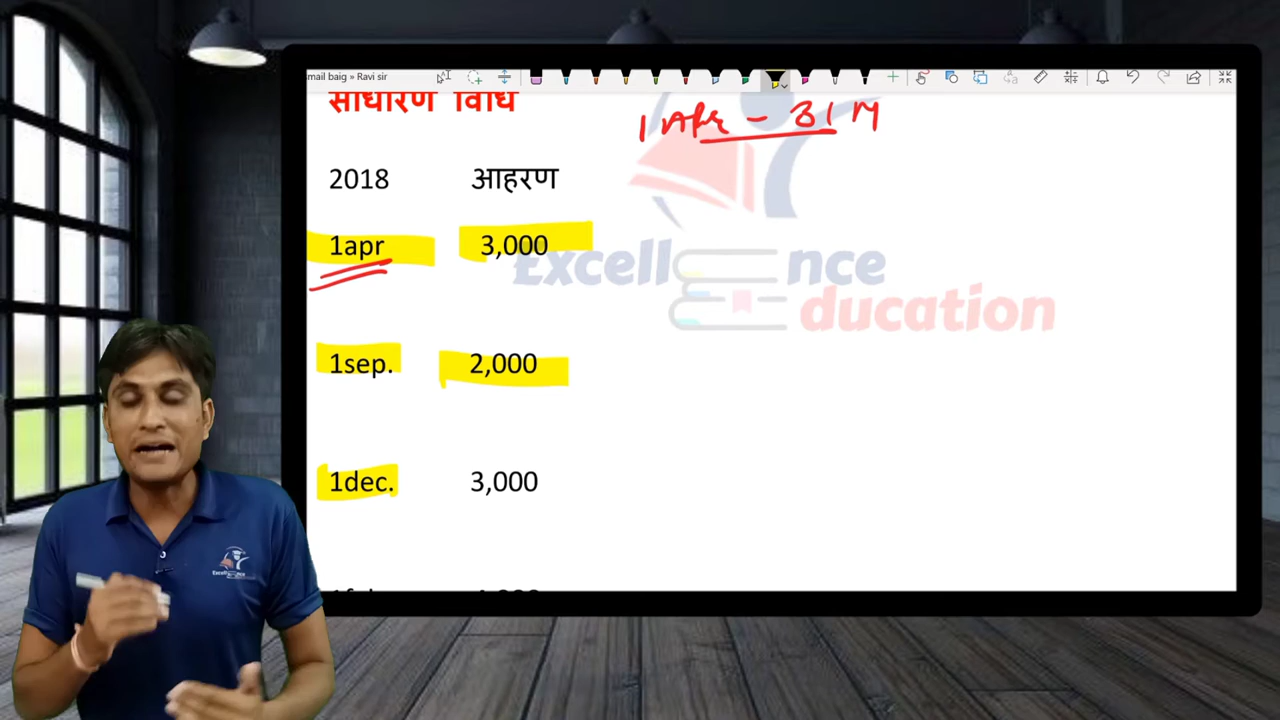 mail baig » Ravi sir
साधारण विधि
1 Apr - 31 M
2018 आहरण
1apr 3,000
Excellence
ducation
1sep. 2,000
1dec. 3,000